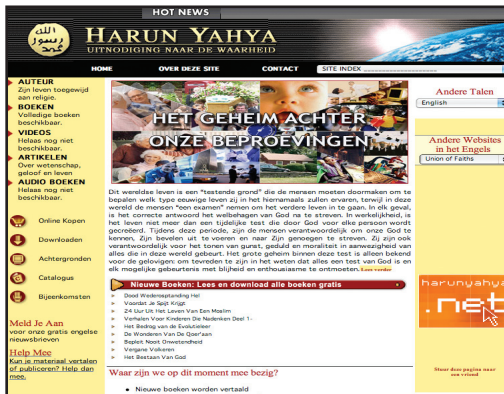 HOT NEWS
الله
رسول
محمد
HARUN YAHYA
UITNODIGING NAAR DE WAARHEID
HOME OVER DEZE SITE CONTACT SITE INDEX
AUTEUR
Zijn leven toegewijd
aan religie.
BOEKEN
Volledige boeken
beschikbaar.
VIDEOS
Helaas nog niet
beschikbaar.
ARTIKELEN
Over wetenschap,
geloof en leven
AUDIO BOEKEN
Helaas nog niet
beschikbaar.
Online Kopen
Downloaden
Achtergronden
Catalogus
Bijeenkomsten
Meld Je Aan
voor onze gratis engelse
nieuwsbrieven
Help Mee
Kun je materiaal vertalen
of publiceren? Help dan
mee.
HET GEHEIM ACHTER
ONZE BEPROEVINGEN
Dit wereldse leven is een "testende grond" die de mensen moeten doormaken om te
bepalen welk type eeuwige leven zij in het hiernamaals zullen ervaren, terwijl in deze
wereld de mensen "een examen" nemen om het verdere leven in te gaan. In elk geval,
is het correcte antwoord het welbehagen van God na te streven. In werkelijkheid, is
het leven niet meer dan een tijdelijke test die door God voor elke persoon wordt
gecreëerd. Tijdens deze periode, zijn de mensen verantwoordelijk om onze God te
kennen, Zijn bevelen uit te voeren en naar Zijn genoegen te streven. Zij zijn ook
verantwoordelijk voor het tonen van gunst, geduld en moraliteit in aanwezigheid van
alles die in deze wereld gebeurt. Het grote geheim binnen deze test is alleen bekend
voor de gelovigen: om tevreden te zijn in het weten dat alles een test van God is en
elk mogelijke gebeurtenis met blijheid en enthousiasme te ontmoeten. Lees verder
Nieuwe Boeken: Lees en download alle boeken gratis
Dood Wederopstanding Hel
Voordat Je Spijt Krijgt
24 Uur Uit Het Leven Van Een Moslim
Verhalen Voor Kinderen Die Nadenken Deel 1-
Het Bedrog van de Evolutieleer
De Wonderen Van De Qoer'aan
Bepleit Nooit Onwetendheid
Vergane Volkeren
Het Bestaan Van God
Waar zijn we op dit moment mee bezig?
Nieuwe boeken worden vertaald
Andere Talen
English
Andere Websites
in het Engels
Union of Faiths
harunyahya
.net
Stuur deze pagina naar
een vriend